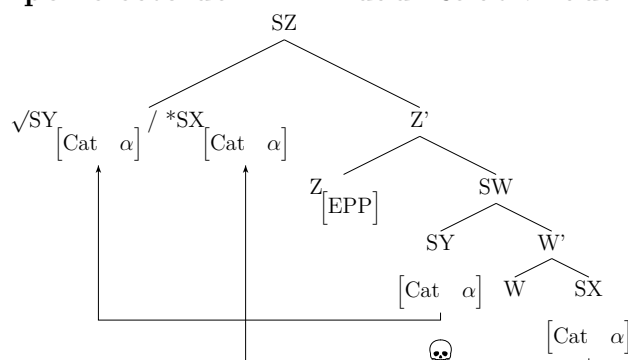 SZ
√SY[Cat α] / *SX[Cat α] Z'
Z[EPP] SW
SY W'
[Cat α] W SX
[Cat α]